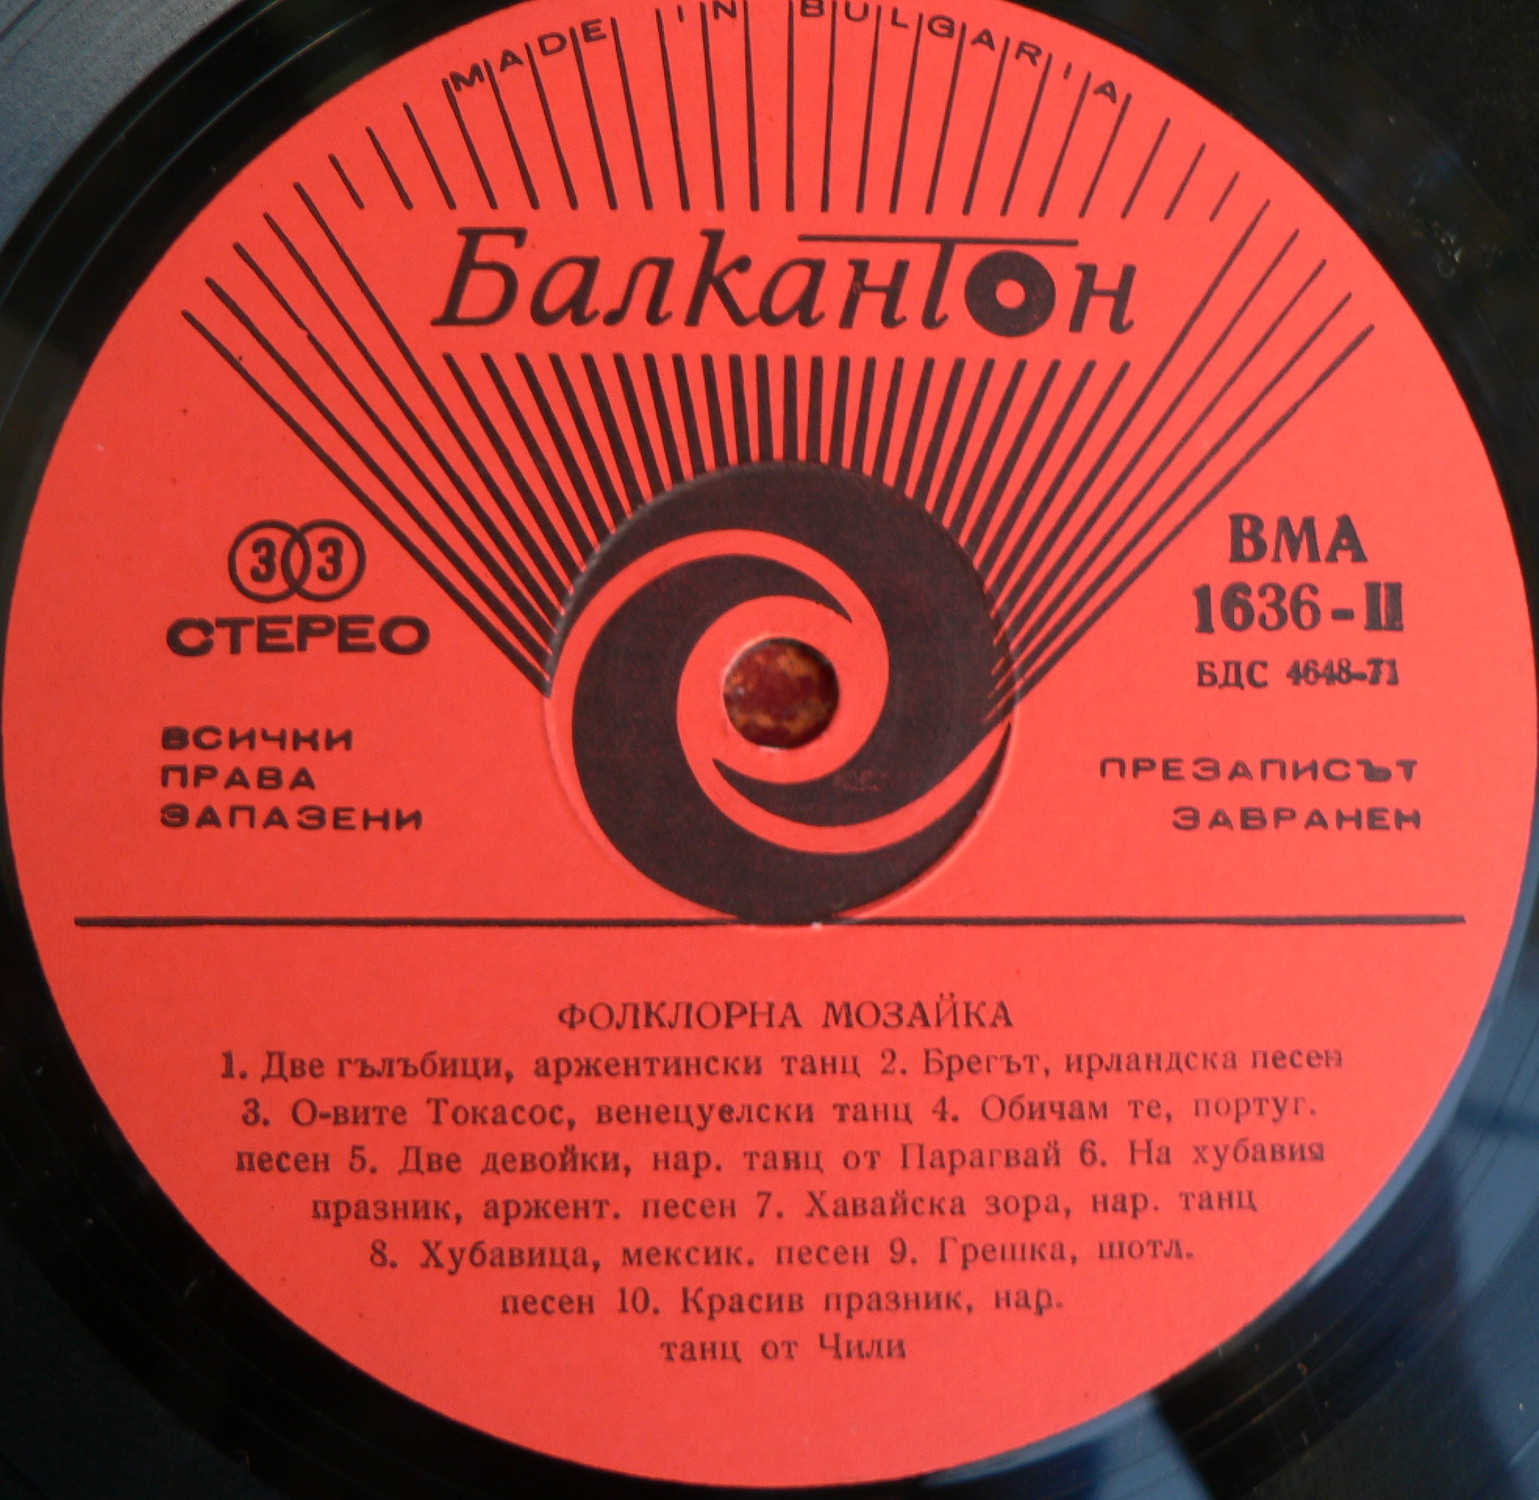 MADE IN BULGARIA
Балкантон
33
СТЕРЕО
ВСИЧКИ
ПРАВА
ЗАПАЗЕНИ
ВМА
1636-II
БДС 4648-71
ПРЕЗАПИСЪТ
ЗАБРАНЕН
ФОЛКЛОРНА МОЗАЙКА
1. Две гълъбици, аржентински танц 2. Брегът, ирландска песен
3. О-вите Токасос, венецуелски танц 4. Обичам те, португ.
песен 5. Две девойки, нар. танц от Парагвай 6. На хубавия
празник, аржент. песен 7. Хавайска зора, нар. танц
8. Хубавица, мексик. песен 9. Грешка, шотл.
песен 10. Красив празник, нар.
танц от Чили